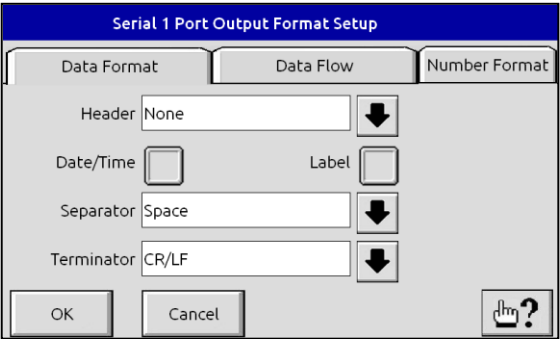 Serial 1 Port Output Format Setup
Data Format Data Flow Number Format
Header None
Date/Time Label
Separator Space
Terminator CR/LF
OK Cancel ?